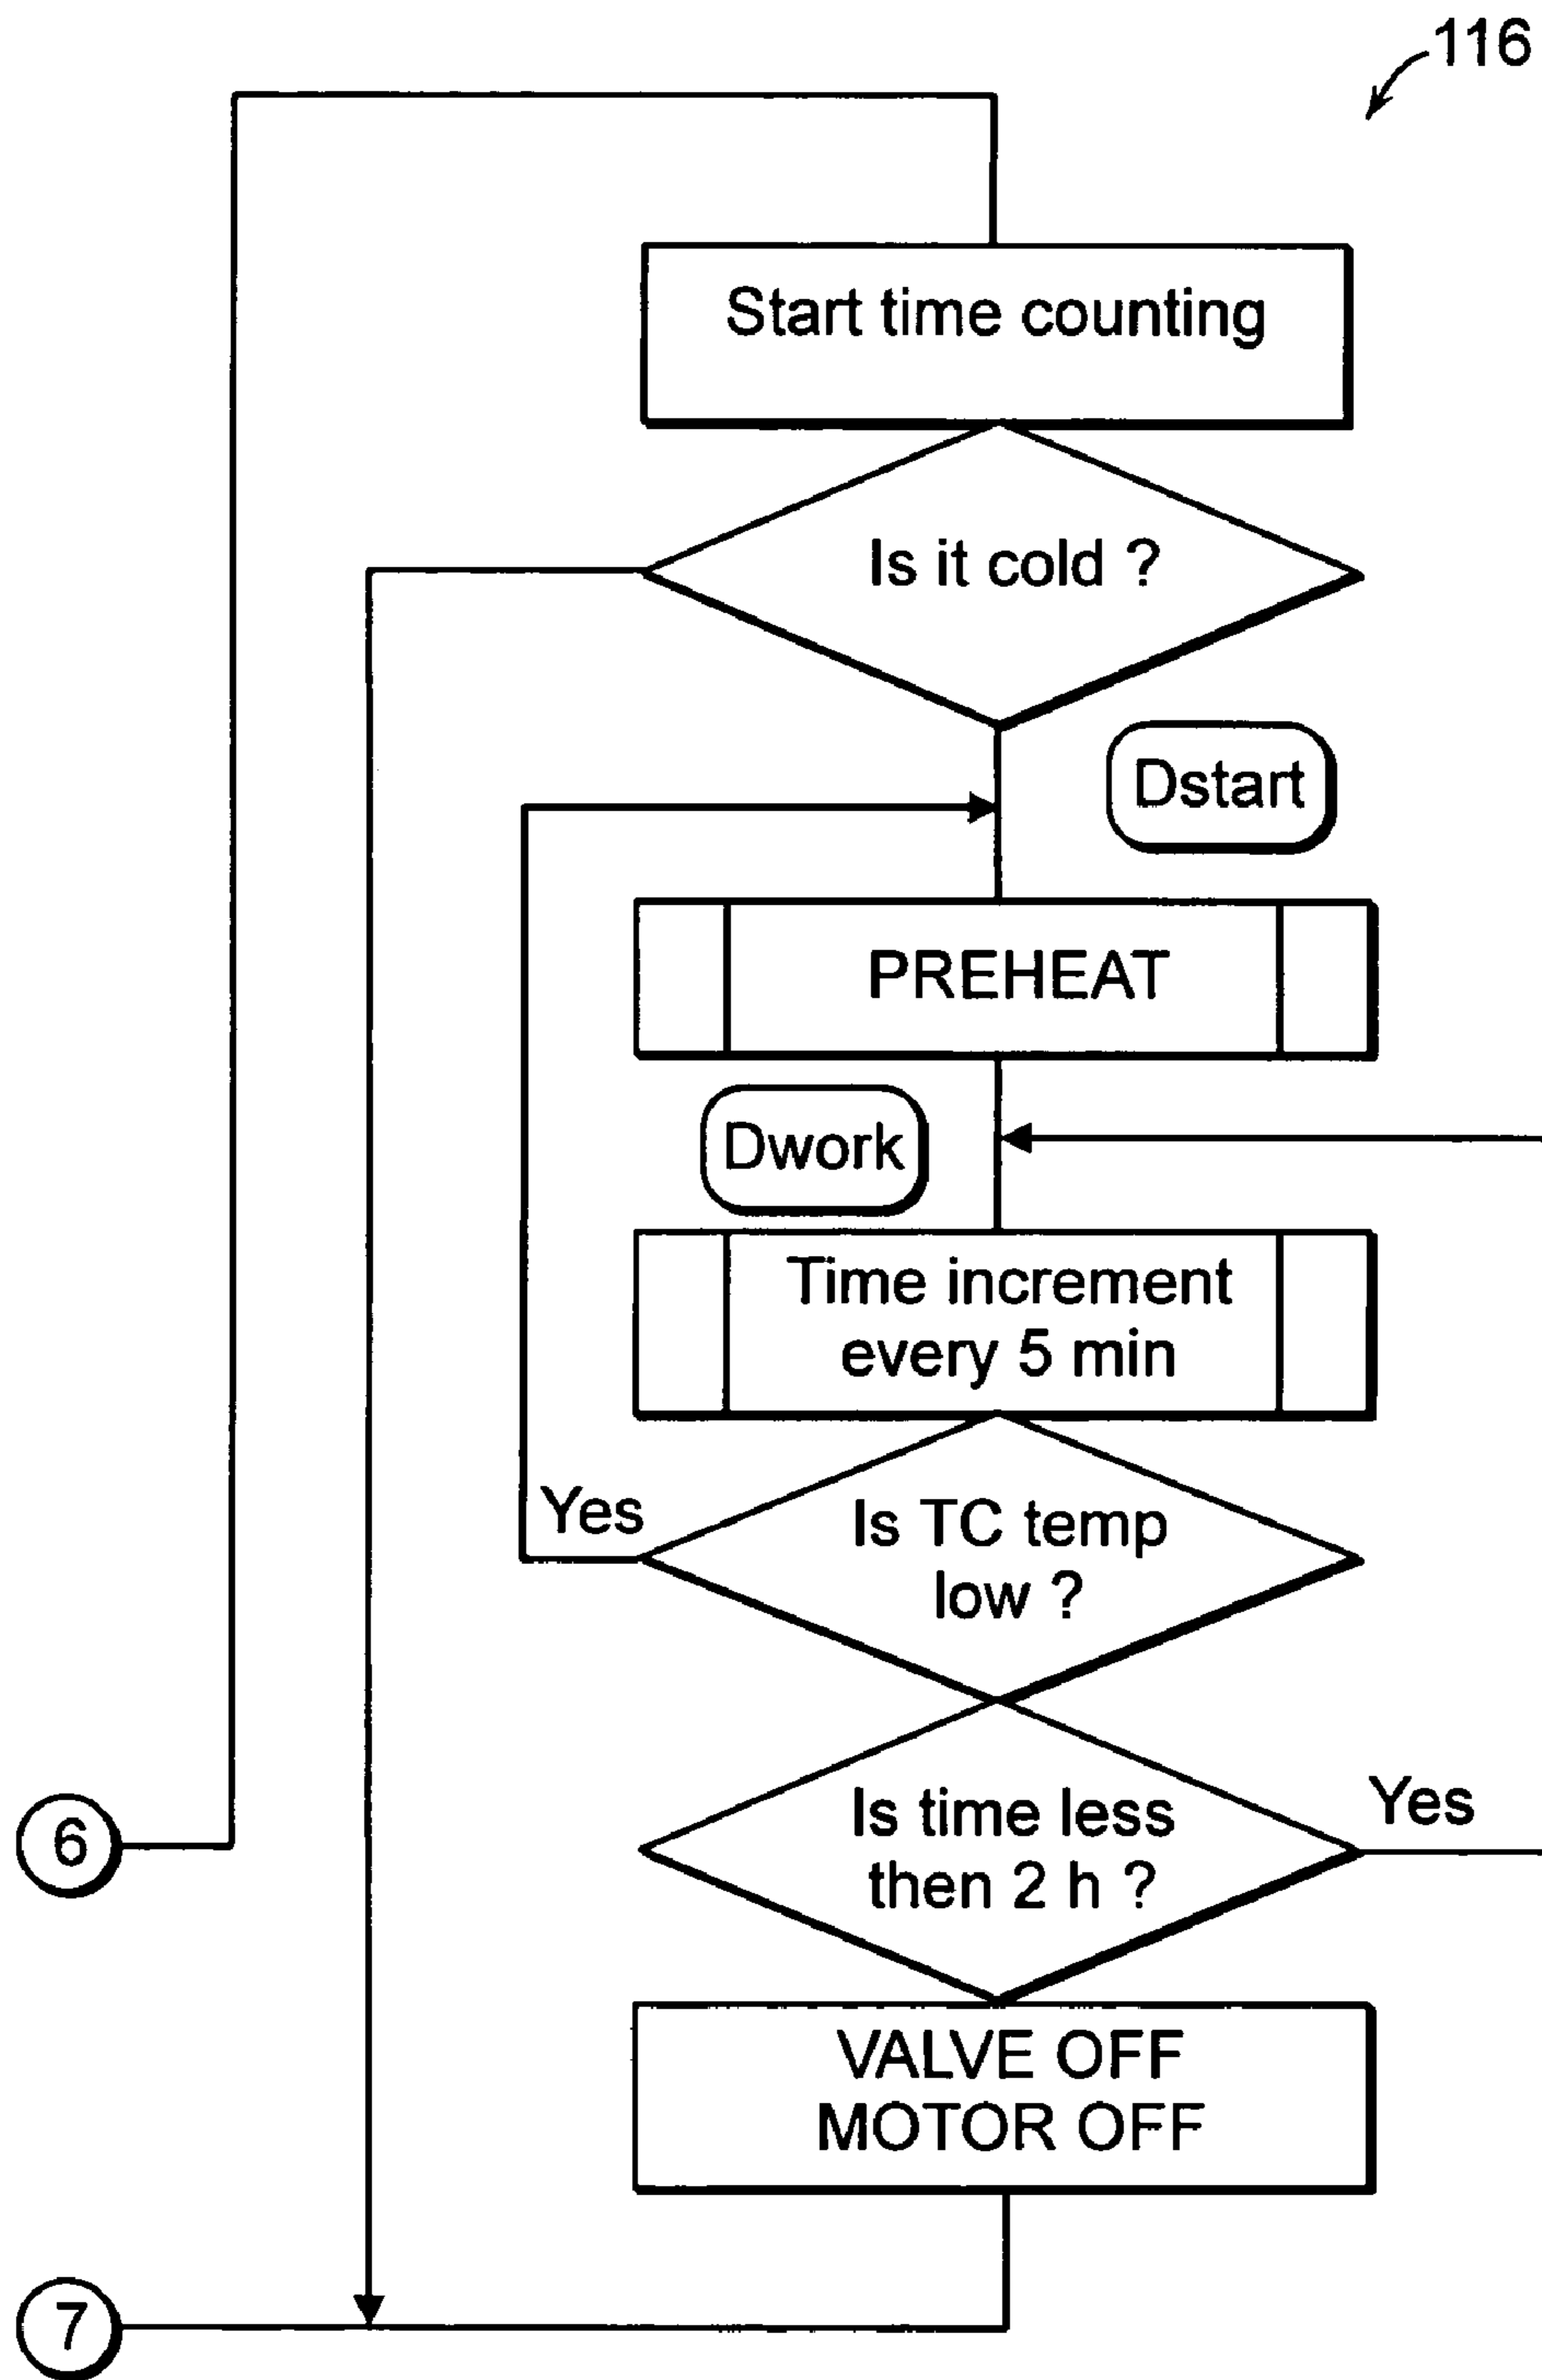 116
Start time counting
Is it cold ?
Dstart
PREHEAT
Dwork
Time increment
every 5 min
Yes
Is TC temp
low ?
Is time less
then 2 h ?
Yes
6
VALVE OFF
MOTOR OFF
7